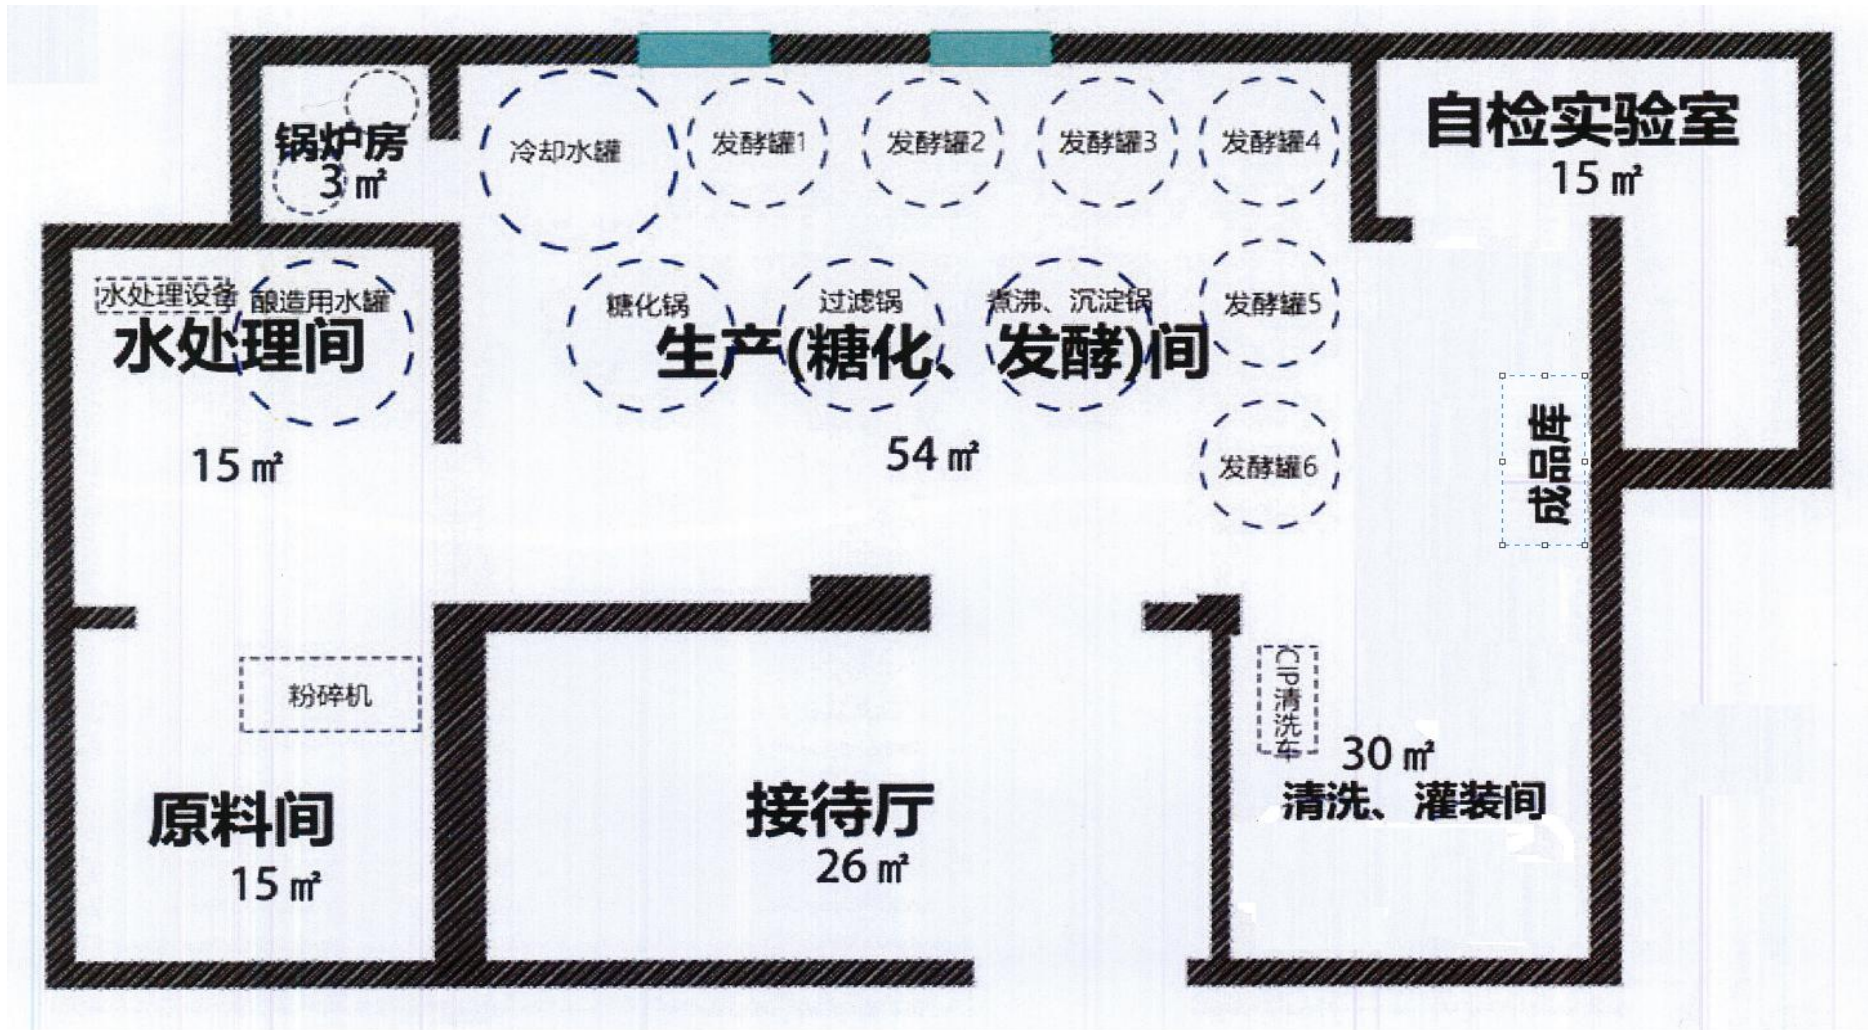 锅炉房
3㎡
冷却水罐
发酵罐1
发酵罐2
发酵罐3
发酵罐4
自检实验室
15㎡
水处理设备
酿造用水罐
水处理间
15㎡
糖化锅
过滤锅
煮沸、沉淀锅
发酵罐5
生产(糖化、发酵)间
54㎡
发酵罐6
成品库
粉碎机
原料间
15㎡
接待厅
26㎡
CIP清洗车
30㎡
清洗、灌装间